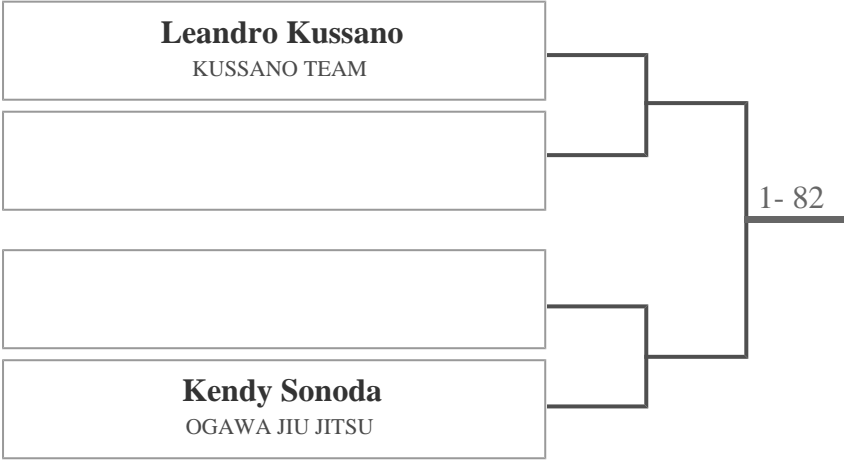 Leandro Kussano
KUSSANO TEAM
1- 82
Kendy Sonoda
OGAWA JIU JITSU